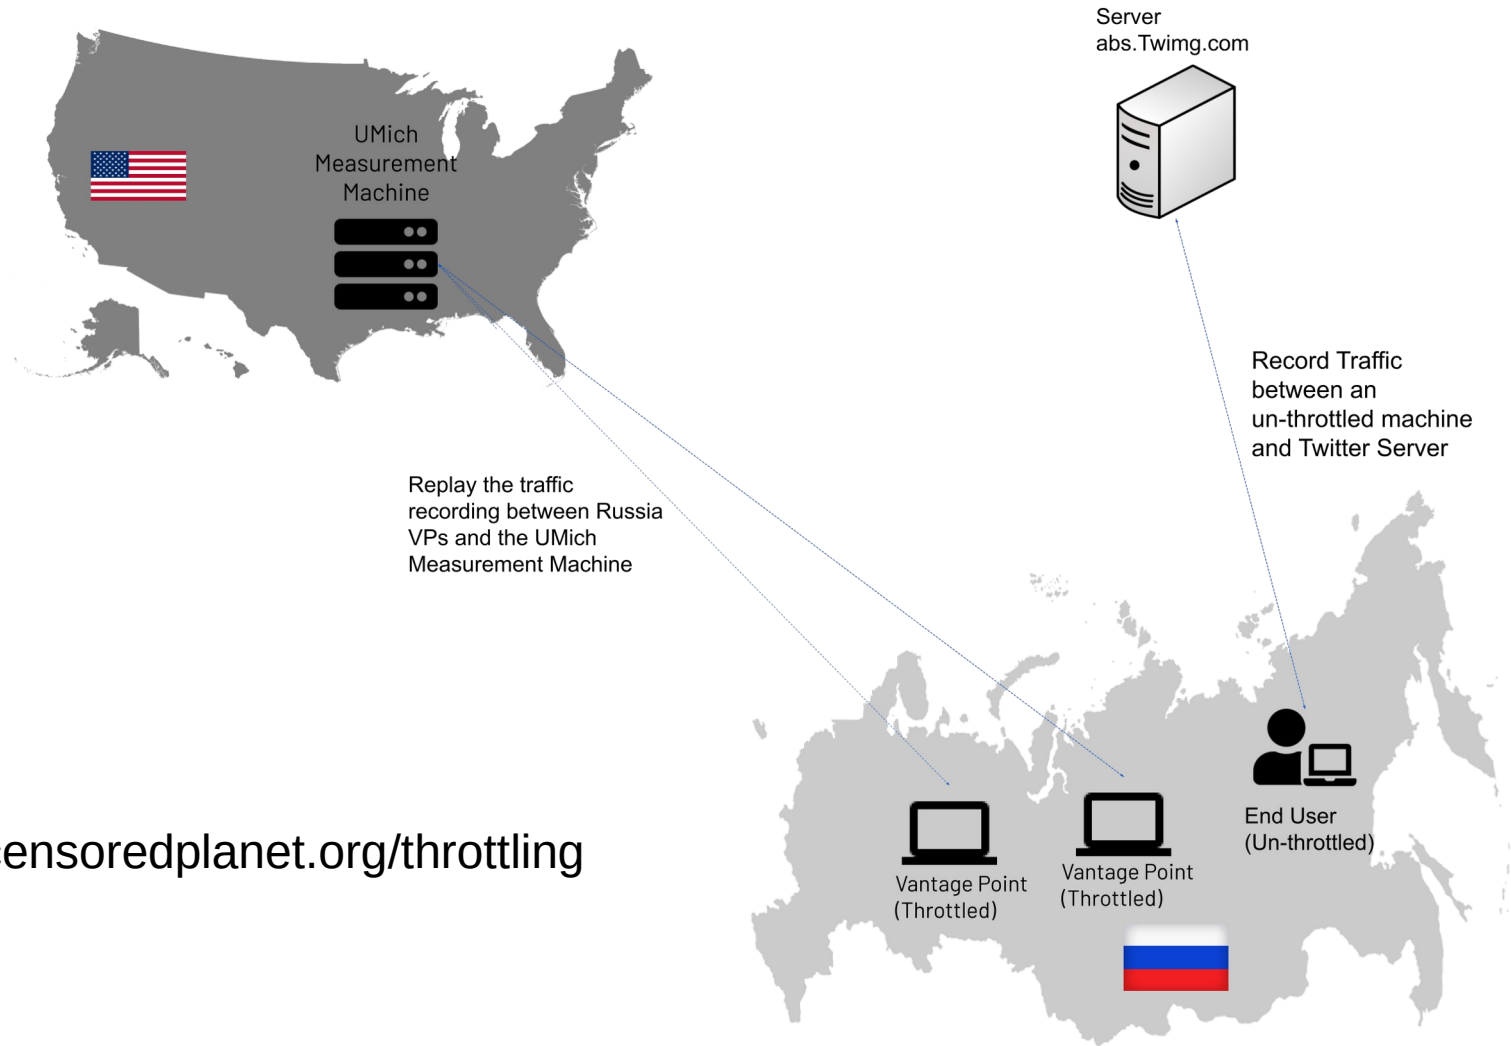 Server
abs.Twimg.com
UMich
Measurement
Machine
Record Traffic
between an
un-throttled machine
and Twitter Server
Replay the traffic
recording between Russia
VPs and the UMich
Measurement Machine
ensoredplanet.org/throttling
Vantage Point
(Throttled)
Vantage Point
(Throttled)
End User
(Un-throttled)